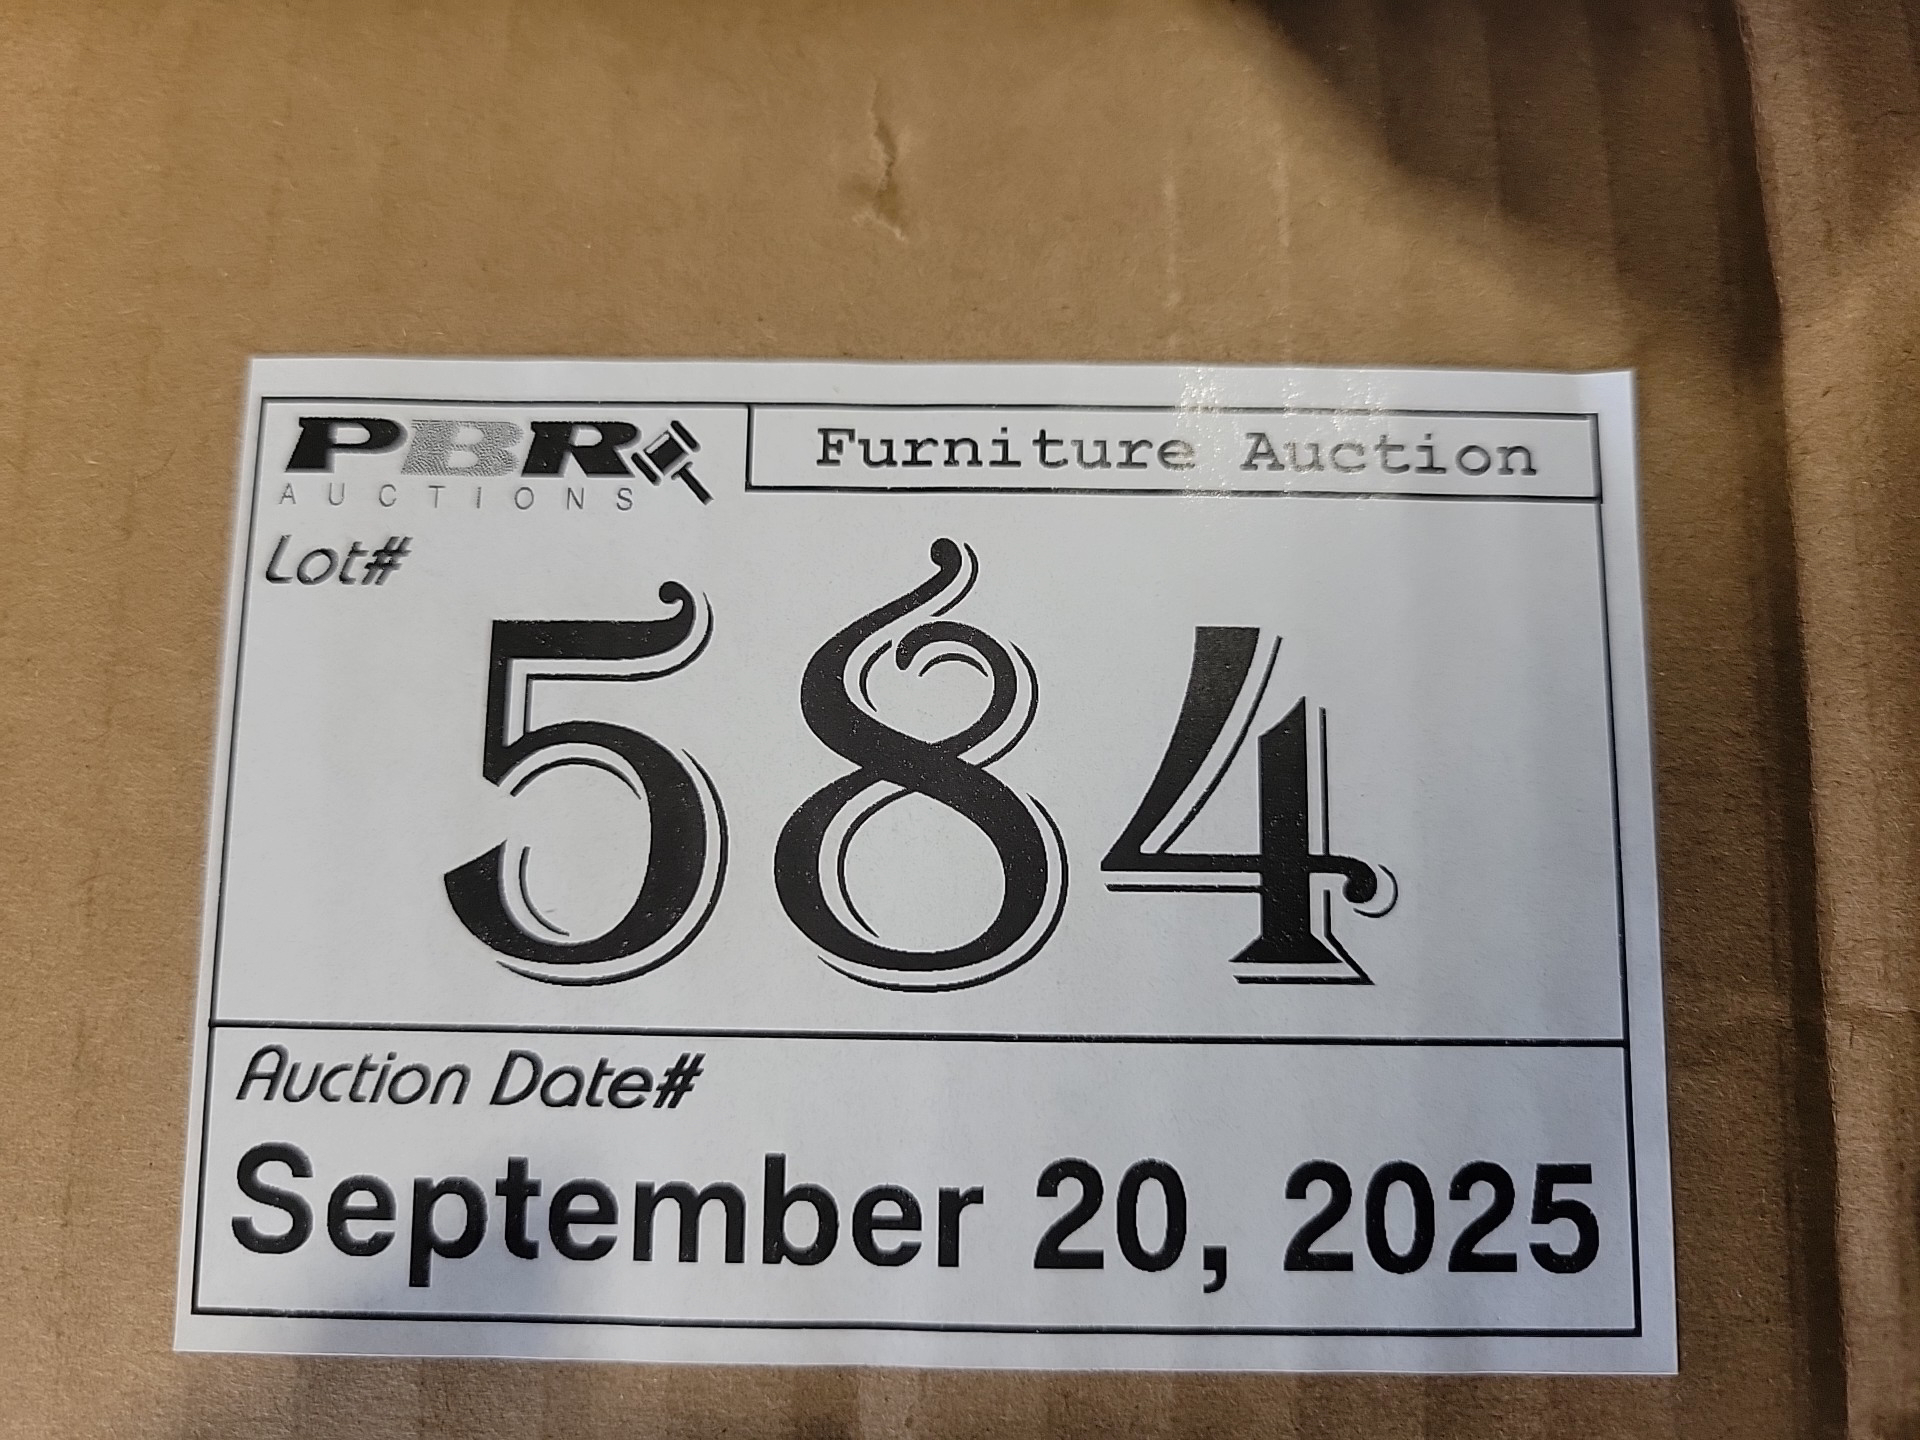 PBR
AUCTIONS
Furniture Auction
Lot#
584
Auction Date#
September 20, 2025